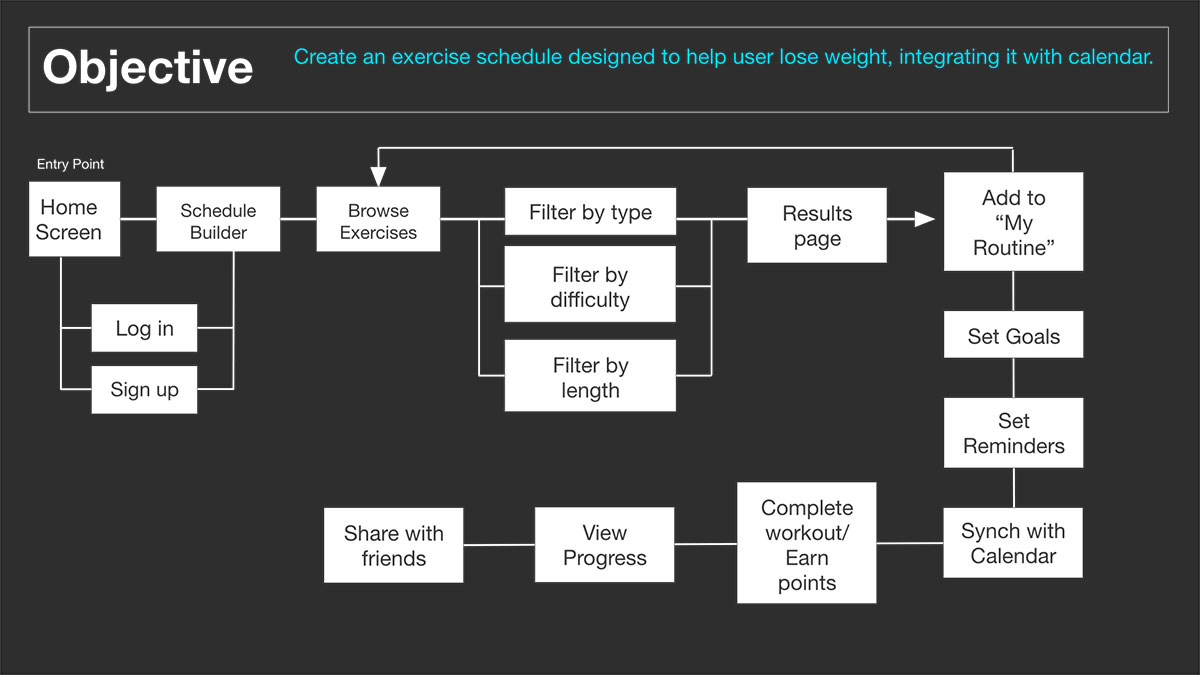 Objective
Create an exercise schedule designed to help user lose weight, integrating it with calendar.
Entry Point
Home
Screen
Schedule
Builder
Browse
Exercises
Filter by type
Filter by
difficulty
Filter by
length
Results
page
Add to
“My
Routine”
Log in
Sign up
Set Goals
Set
Reminders
Synch with
Calendar
Complete
workout/
Earn
points
View
Progress
Share with
friends